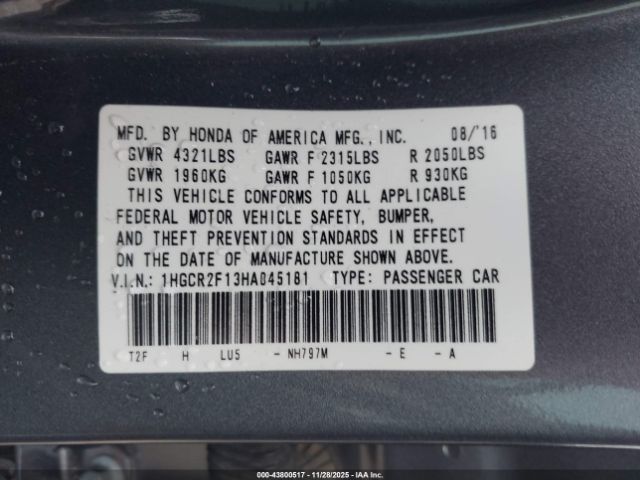 MFD. BY HONDA OF AMERICA MFG., INC. 08/'16
GVWR 4321LBS GAWR F 2315LBS R 2050LBS
GVWR 1960KG GAWR F 1050KG R 930KG
THIS VEHICLE CONFORMS TO ALL APPLICABLE
FEDERAL MOTOR VEHICLE SAFETY, BUMPER,
AND THEFT PREVENTION STANDARDS IN EFFECT
ON THE DATE OF MANUFACTURE SHOWN ABOVE.
V.I.N.: 1HGCR2F13HA045181 TYPE: PASSENGER CAR
T2F H LU5 - NH797M - E - A
000-43800517 - 11/28/2025 - IAA Inc.